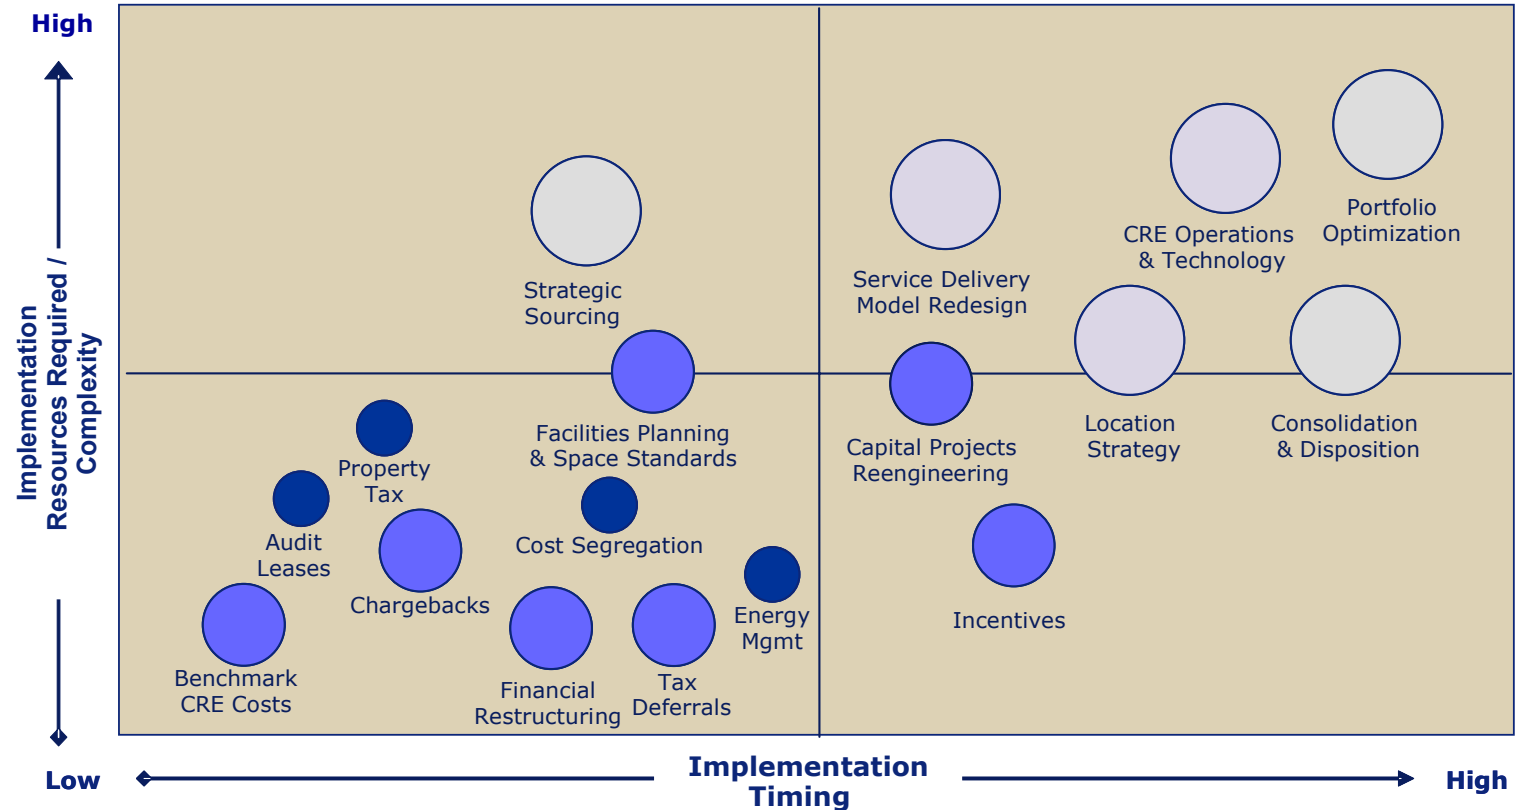 High
Implementation
Resources Required /
Complexity
Portfolio
Optimization
CRE Operations
& Technology
Service Delivery
Model Redesign
Strategic
Sourcing
Location
Strategy
Consolidation
& Disposition
Facilities Planning
& Space Standards
Capital Projects
Reengineering
Property
Tax
Audit
Leases
Cost Segregation
Chargebacks
Energy
Mgmt
Incentives
Benchmark
CRE Costs
Financial
Restructuring
Tax
Deferrals
Low
Implementation
Timing
High